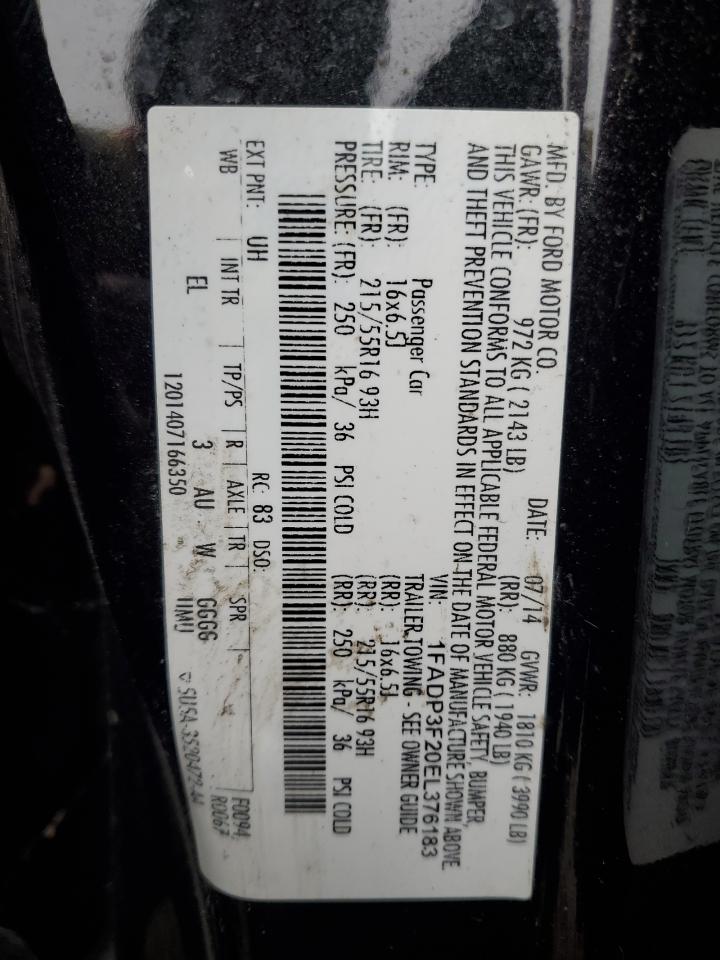 MFD. BY FORD MOTOR CO. DATE: 07/14 GVWR: 1810 KG ( 3990 LB)
GAWR: (FR): 972 KG ( 2143 LB) (RR): 880 KG ( 1940 LB)
THIS VEHICLE CONFORMS TO ALL APPLICABLE FEDERAL MOTOR VEHICLE SAFETY, BUMPER,
AND THEFT PREVENTION STANDARDS IN EFFECT ON THE DATE OF MANUFACTURE SHOWN ABOVE
VIN: 1FADP3F20EL376183
TYPE: Passenger Car TRAILER TOWING - SEE OWNER GUIDE
RIM: (FR): 16x6.5J (RR): 16x6.5J
TIRE: (FR): 215/55R16 93H (RR): 215/55R16 93H
PRESSURE: (FR): 250 kPa/ 36 PSI COLD (RR): 250 kPa/ 36 PSI COLD
EXT PNT: UH RC: 83 DSO:
WB INT TR TP/PS R AXLE TR SPR
EL 3 AU W GGGG
1201407166350